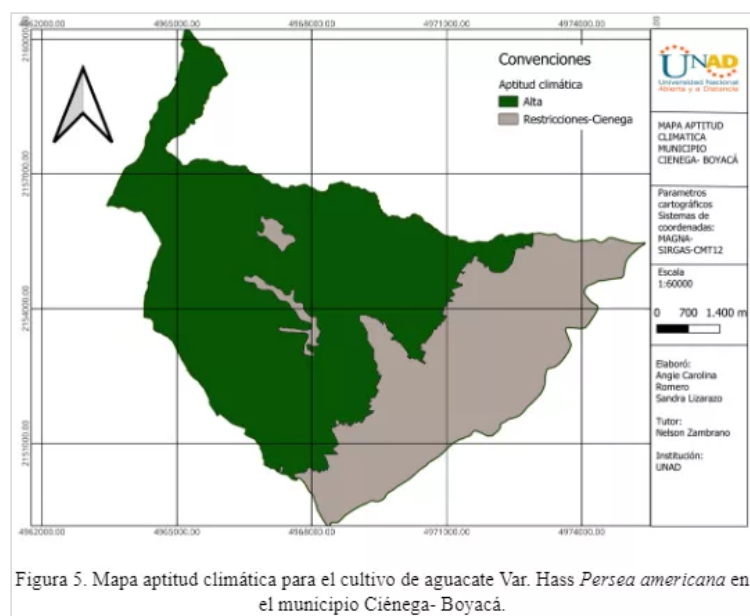 4962000.00 4965000.00 4968000.00 4971000.00 4974000.00
2157000.00
2154000.00
2151000.00
Convenciones
Aptitud climática
Alta
Restricciones-Cienega
4962000.00 4965000.00 4968000.00 4971000.00 4974000.00
UNAD
Universidad Nacional
Abierta y a Distancia
MAPA APTITUD
CLIMATICA
MUNICIPIO
CIENEGA- BOYACÁ
Parametros
cartográficos
Sistemas de
coordenadas:
MAGNA-
SIRGAS-CMT12
Escala
1:60000
0 700 1.400 m
Elaboró:
Angie Carolina
Romero
Sandra Lizarazo
Tutor:
Nelson Zambrano
Institución:
UNAD
Figura 5. Mapa aptitud climática para el cultivo de aguacate Var. Hass Persea americana en
el municipio Ciénega- Boyacá.